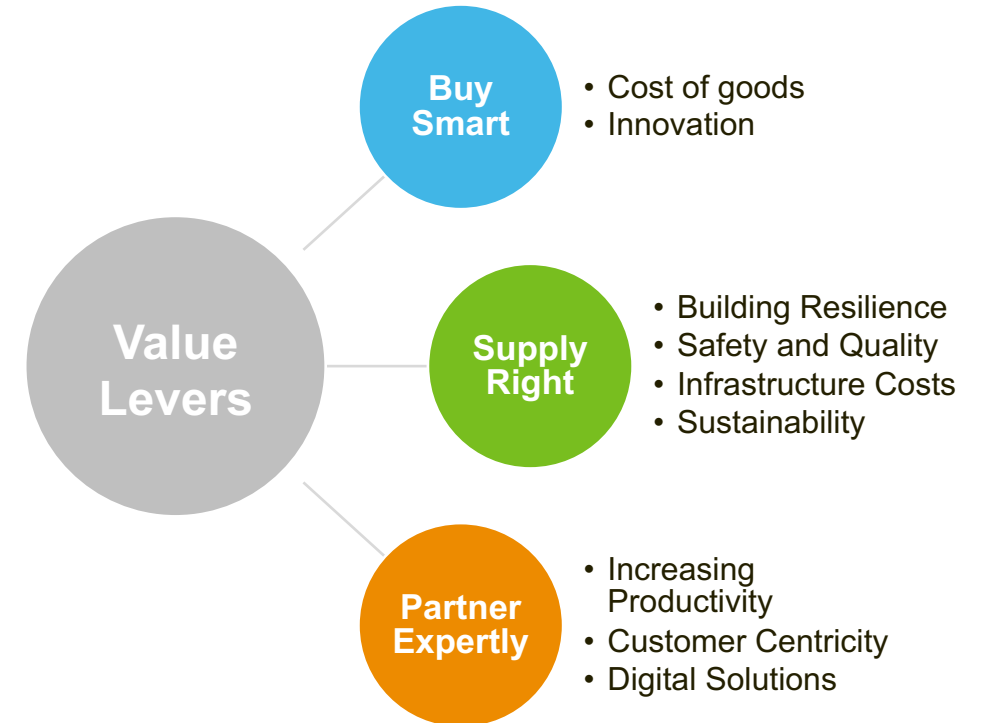 Buy
Smart
• Cost of goods
• Innovation
Value
Levers
Supply
Right
• Building Resilience
• Safety and Quality
• Infrastructure Costs
• Sustainability
Partner
Expertly
• Increasing
Productivity
• Customer Centricity
• Digital Solutions